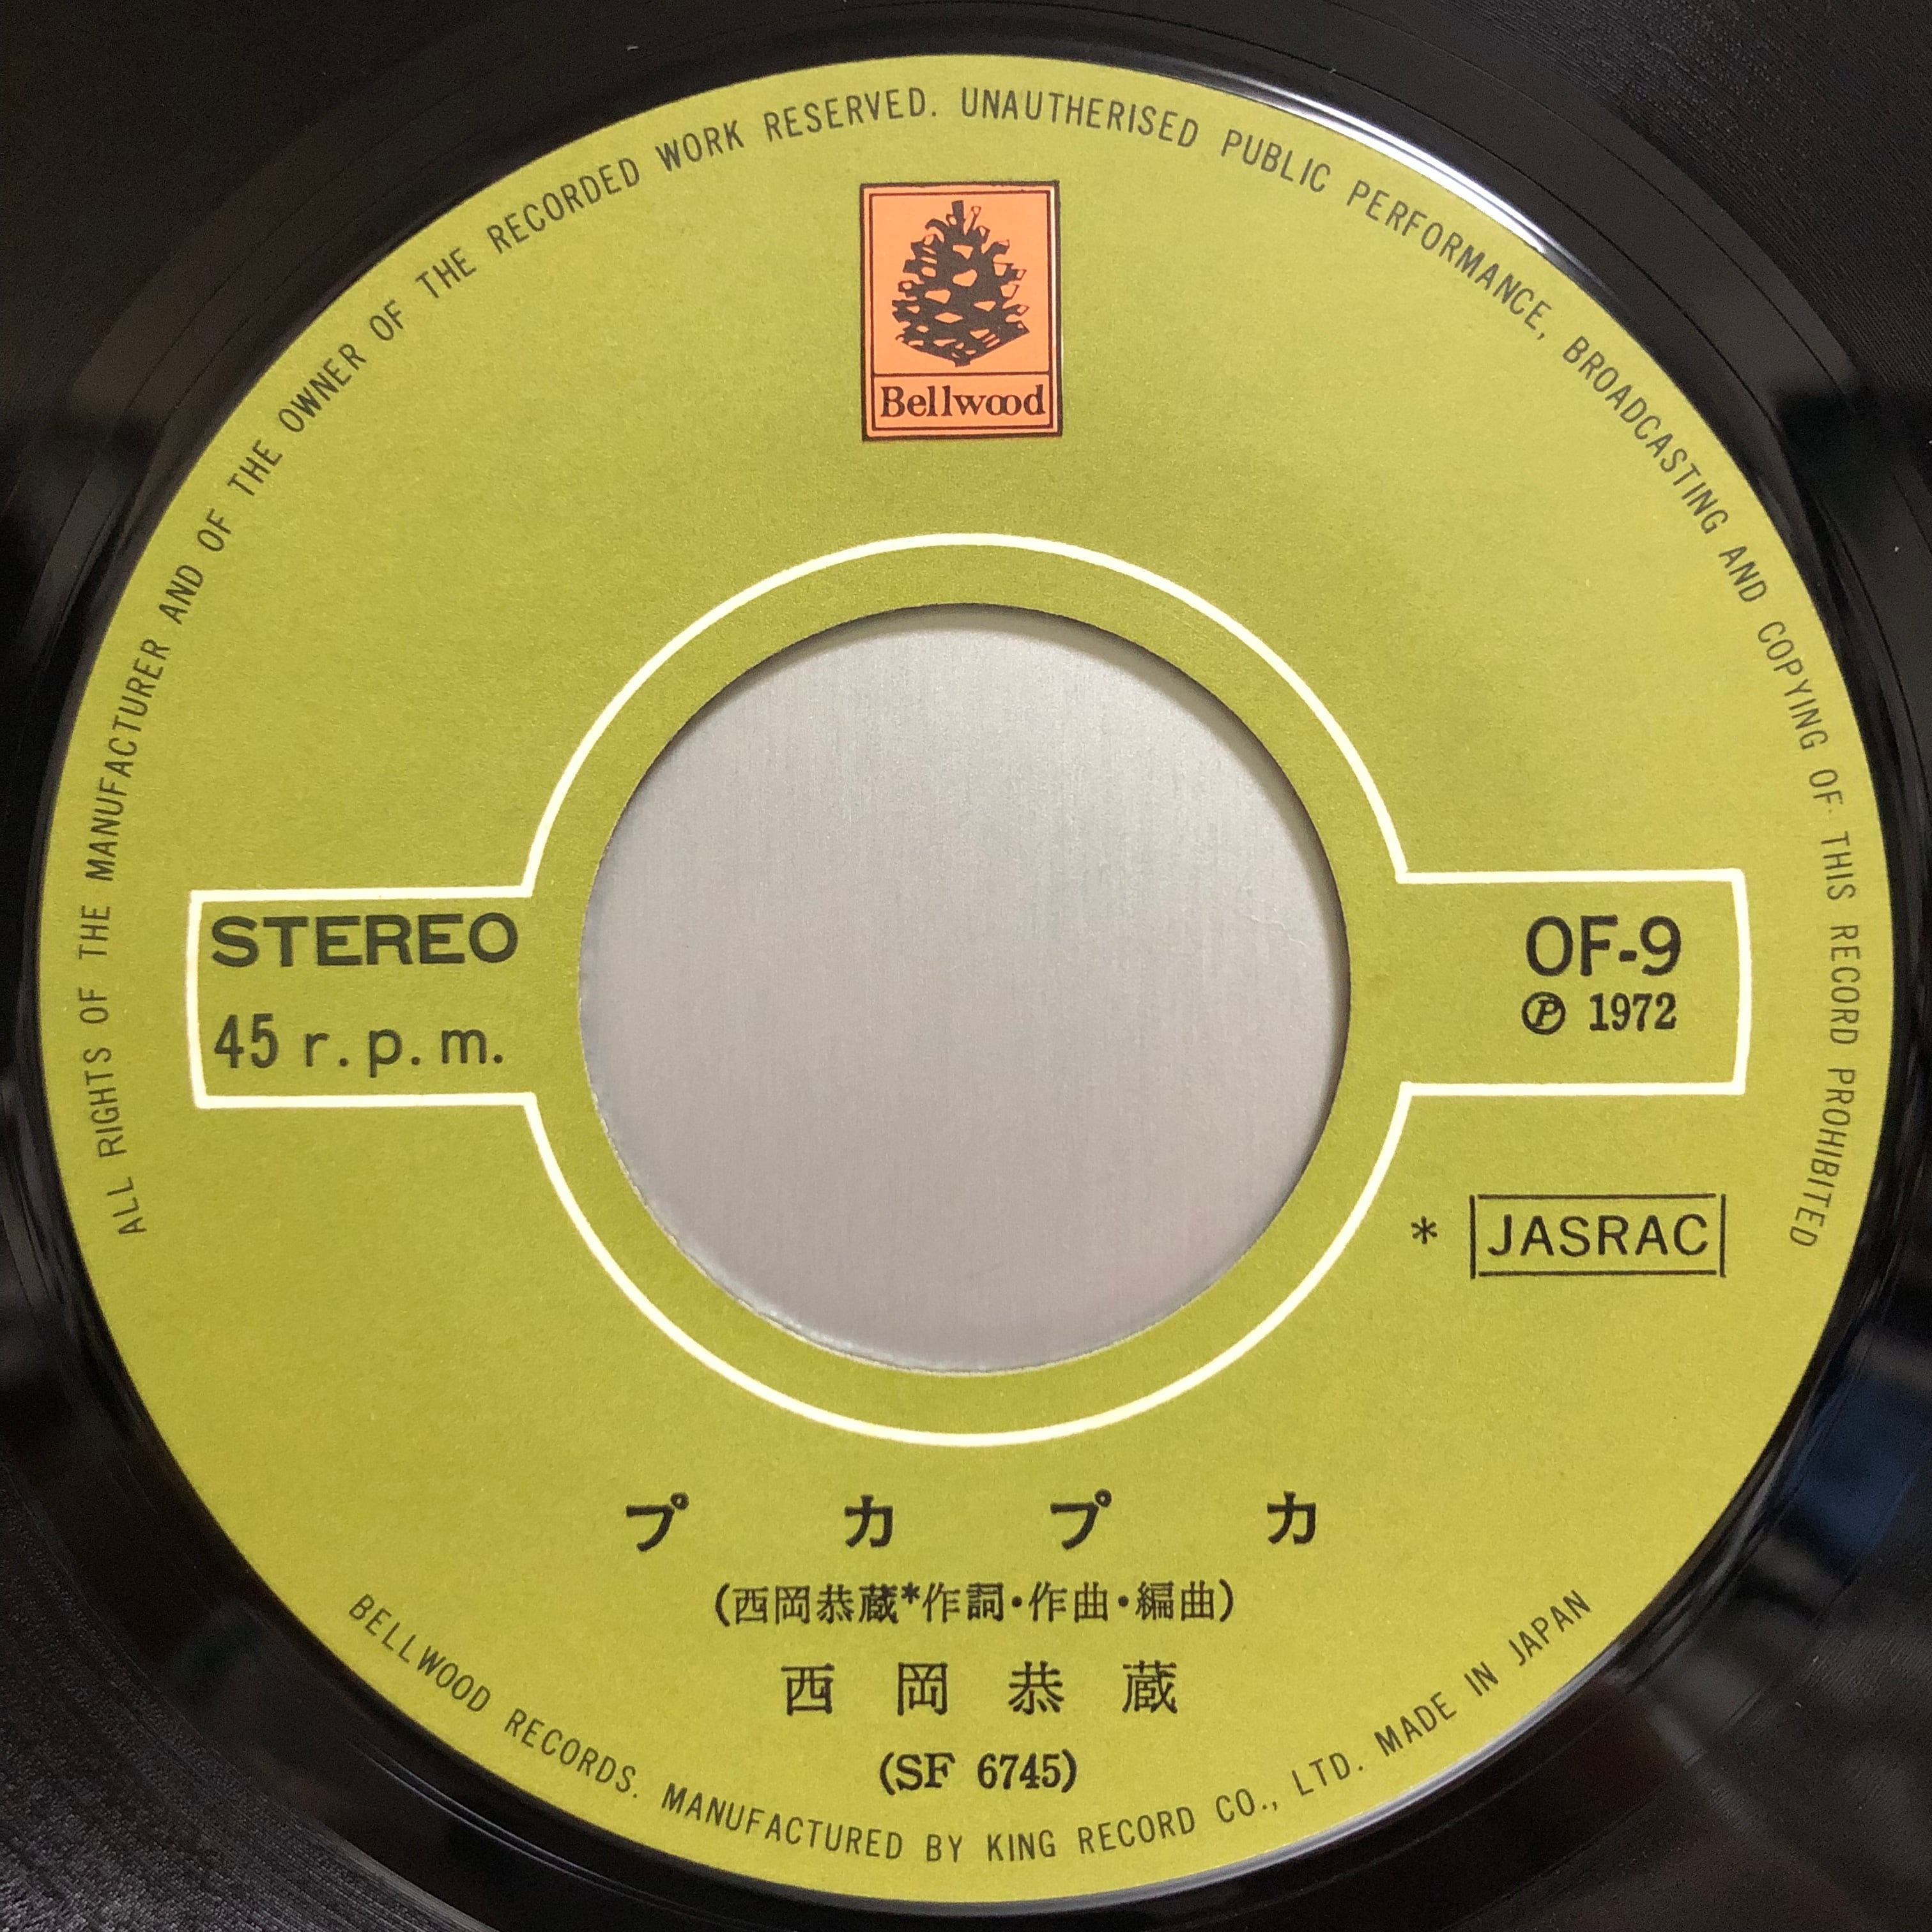 ALL RIGHTS OF THE MANUFACTURER AND OF THE OWNER OF THE RECORDED WORK RESERVED. UNAUTHERISED PUBLIC PERFORMANCE, BROADCASTING AND COPYING OF THIS RECORD PROHIBITED
Bellwood
STEREO
45 r.p.m.
OF-9
Ⓟ 1972
* JASRAC
プカプカ
(西岡恭蔵*作詞・作曲・編曲)
西岡恭蔵
(SF 6745)
BELLWOOD RECORDS. MANUFACTURED BY KING RECORD CO., LTD. MADE IN JAPAN